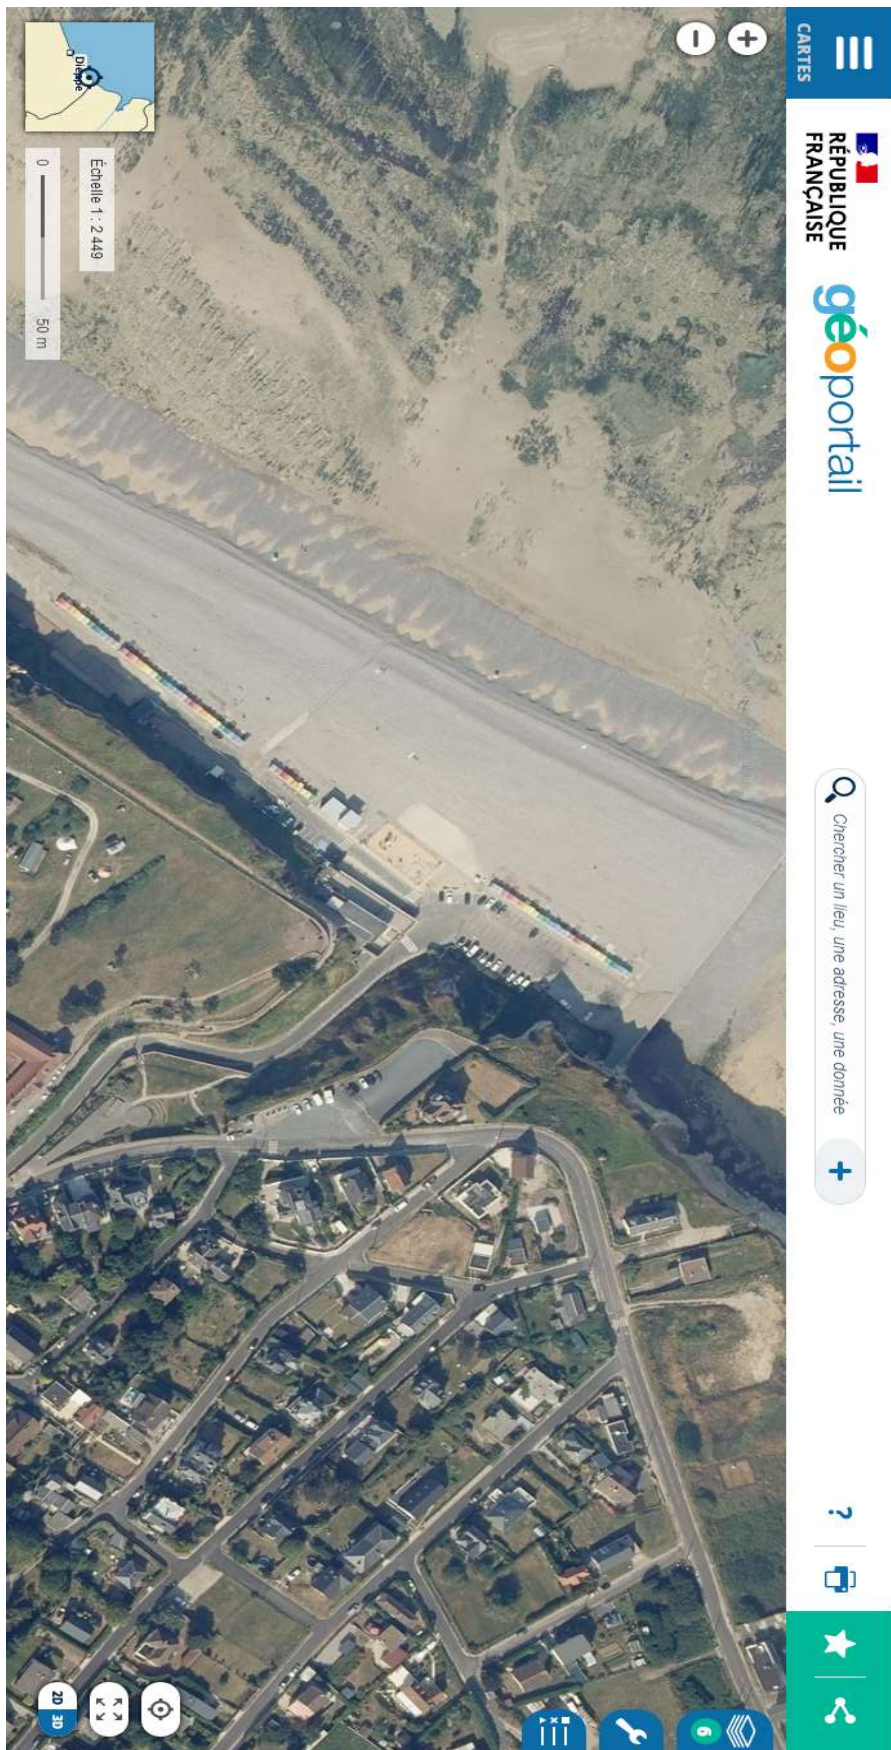 CARTES
RÉPUBLIQUE
FRANÇAISE
géoportail
Chercher un lieu, une adresse, une donnée
?
Dieppe
Échelle 1 : 2 449
0 50 m
6
2D 3D